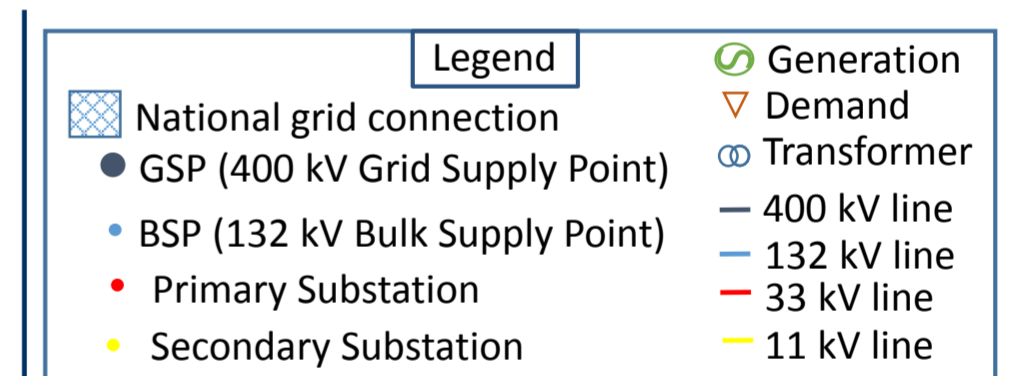 Legend
National grid connection
GSP (400 kV Grid Supply Point)
BSP (132 kV Bulk Supply Point)
Primary Substation
Secondary Substation
Generation
Demand
Transformer
400 kV line
132 kV line
33 kV line
11 kV line